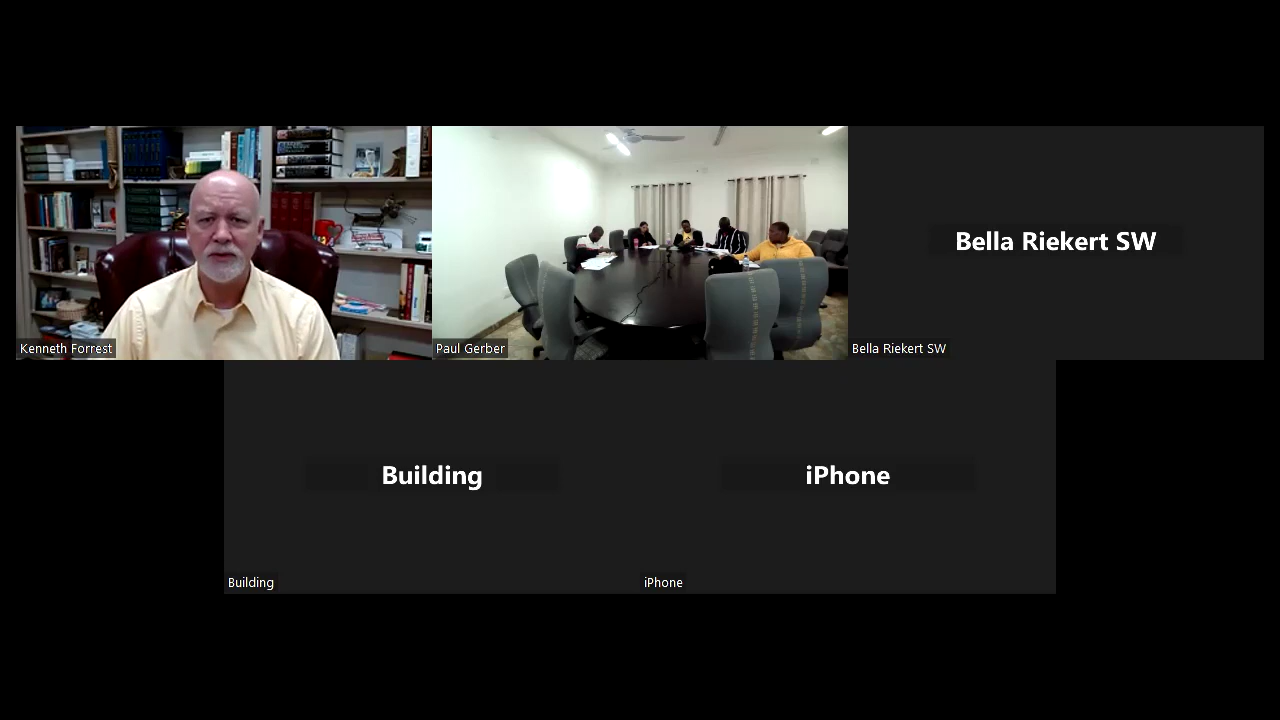 Kenneth Forrest
Paul Gerber
Bella Riekert SW
Bella Riekert SW
Building
iPhone
Building
iPhone